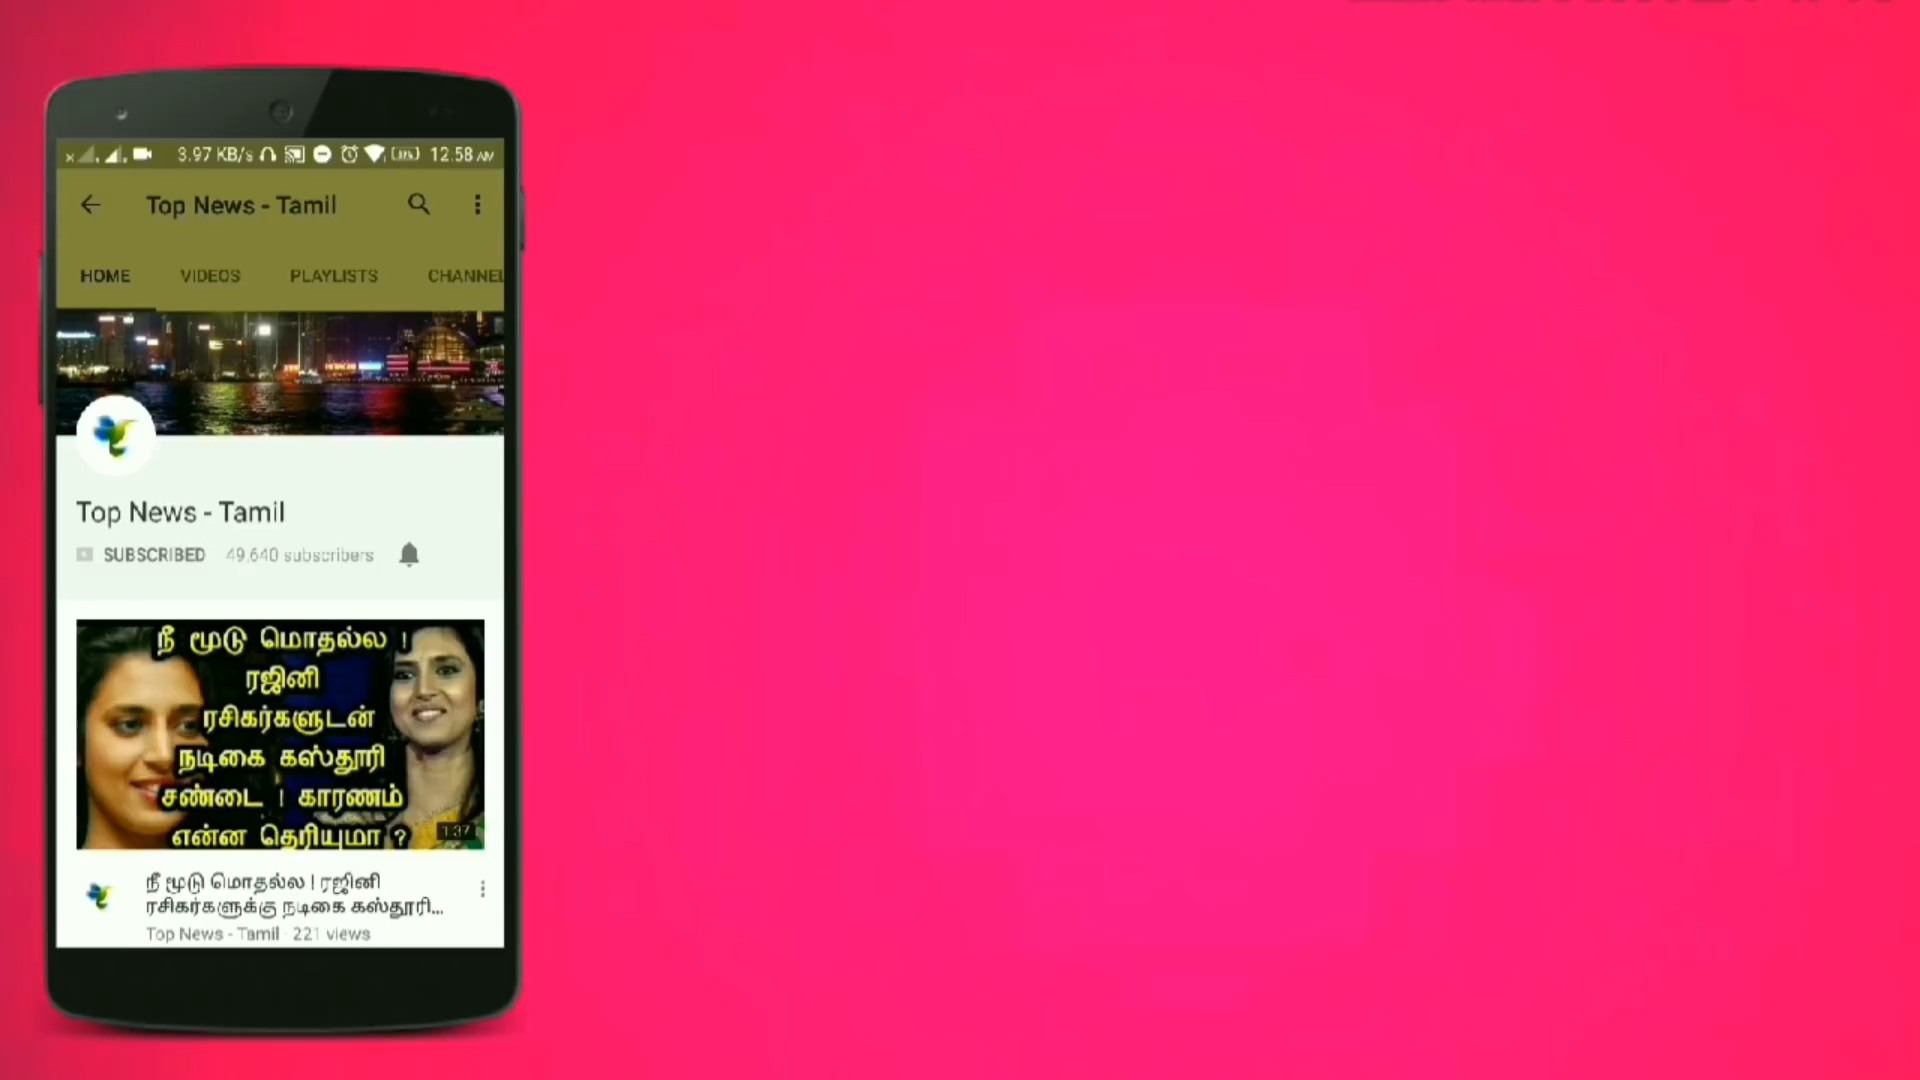 3.97 KB/s 12.58 AM
Top News - Tamil
HOME VIDEOS PLAYLISTS CHANNEL
Top News - Tamil
SUBSCRIBED 49,640 subscribers
நீ மூடு மொதல்ல !
ரஜினி
ரசிகர்களுடன்
நடிகை கஸ்தூரி
சண்டை ! காரணம்
என்ன தெரியுமா ?
1:37
நீ மூடு மொதல்ல ! ரஜினி
ரசிகர்களுக்கு நடிகை கஸ்தூரி...
Top News - Tamil · 221 views